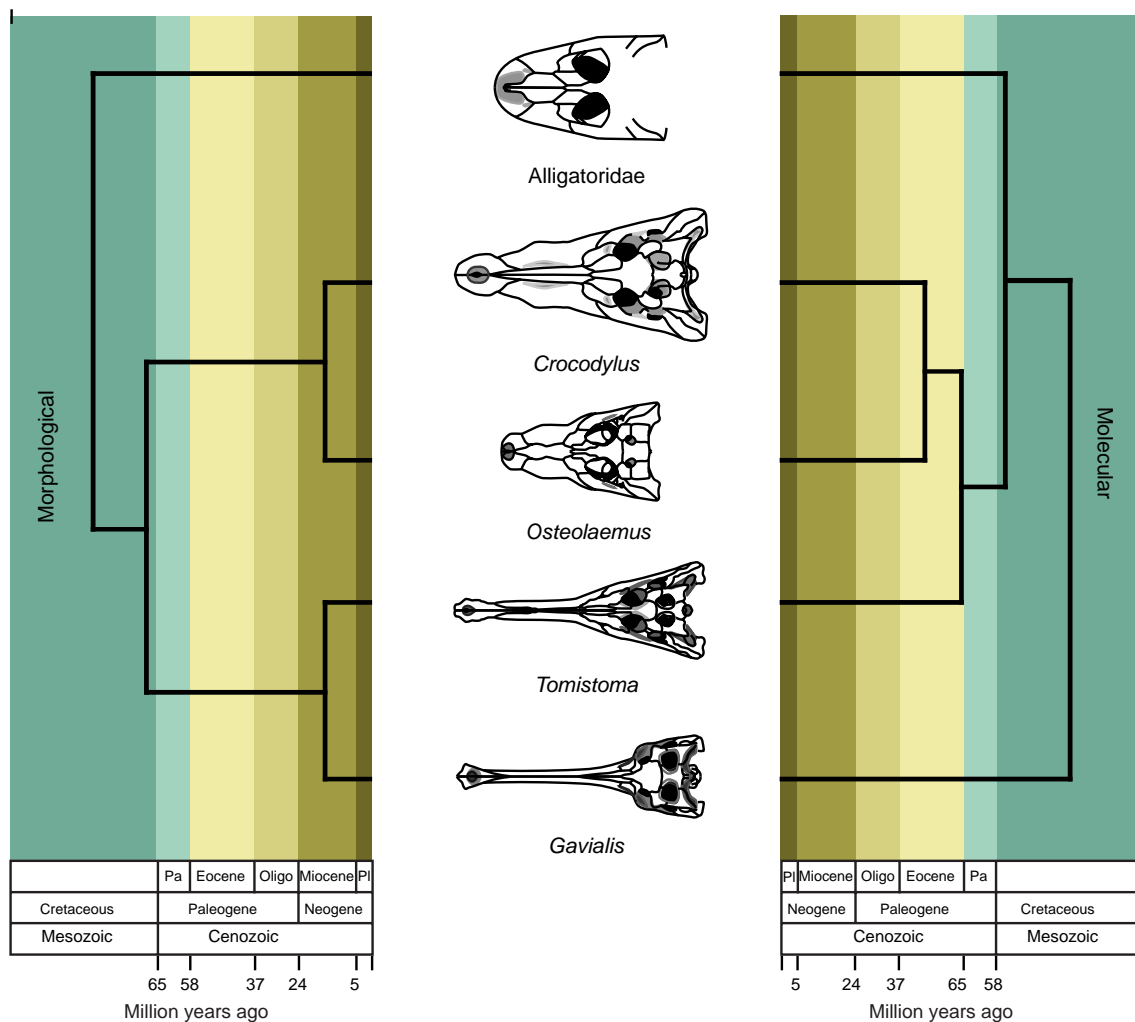 Morphological
Alligatoridae
Crocodylus
Osteolaemus
Tomistoma
Gavialis
Molecular
Pa Eocene Oligo Miocene Pl
Cretaceous Paleogene Neogene
Mesozoic Cenozoic
65 58 37 24 5
Million years ago
Pl Miocene Oligo Eocene Pa
Neogene Paleogene Cretaceous
Cenozoic Mesozoic
5 24 37 65 58
Million years ago